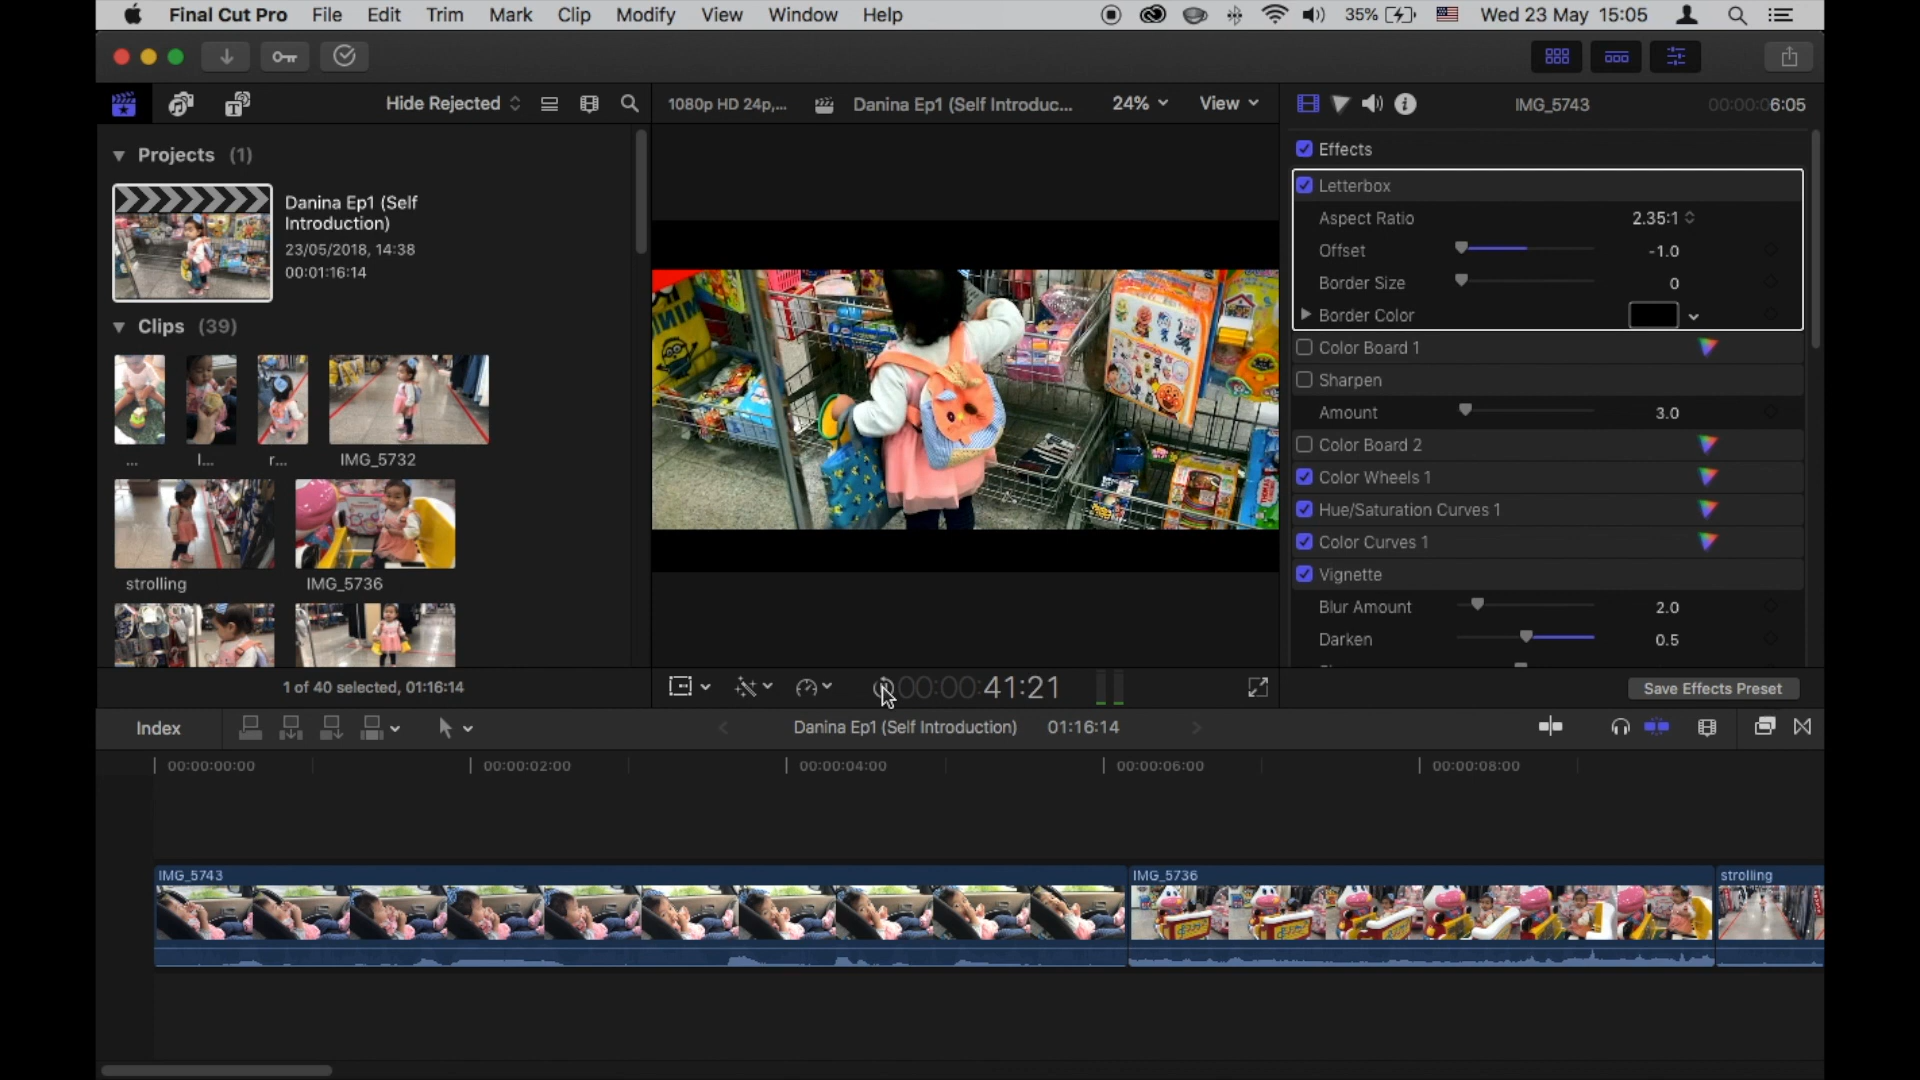 Final Cut Pro File Edit Trim Mark Clip Modify View Window Help 35% Wed 23 May 15:05
Hide Rejected 1080p HD 24p,... Danina Ep1 (Self Introduc... 24% View IMG_5743 00:00:06:05
Projects (1)
Danina Ep1 (Self
Introduction)
23/05/2018, 14:38
00:01:16:14
Clips (39)
... l... r... IMG_5732
strolling IMG_5736
1 of 40 selected, 01:16:14
00:00:00:41:21
Effects
Letterbox
Aspect Ratio 2.35:1
Offset -1.0
Border Size 0
Border Color
Color Board 1
Sharpen
Amount 3.0
Color Board 2
Color Wheels 1
Hue/Saturation Curves 1
Color Curves 1
Vignette
Blur Amount 2.0
Darken 0.5
Save Effects Preset
Index Danina Ep1 (Self Introduction) 01:16:14
00:00:00:00 00:00:02:00 00:00:04:00 00:00:06:00 00:00:08:00
IMG_5743 IMG_5736 strolling